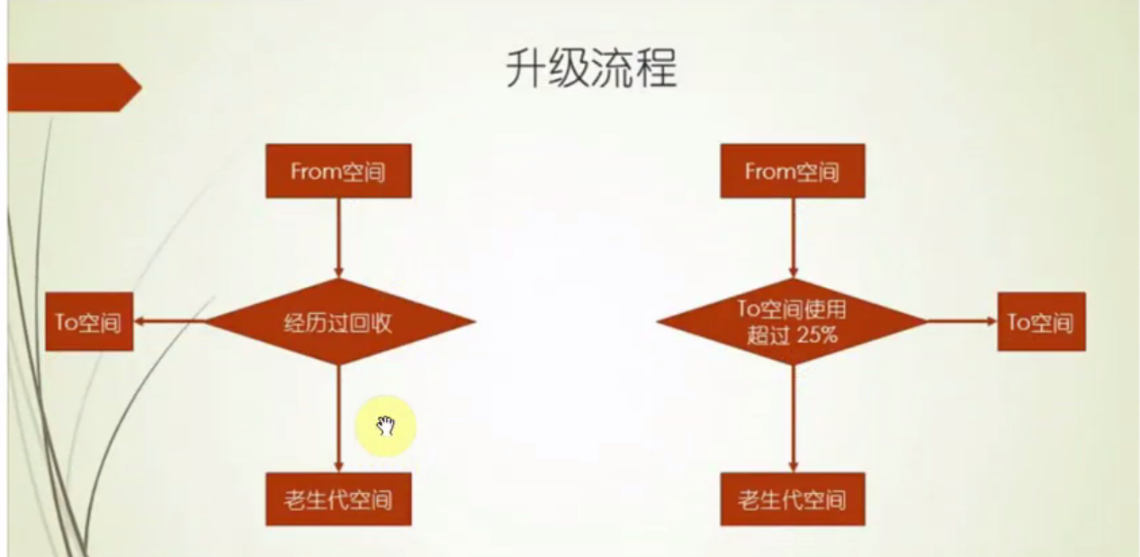 升级流程
From空间
From空间
To空间
经历过回收
To空间使用
超过 25%
To空间
老生代空间
老生代空间